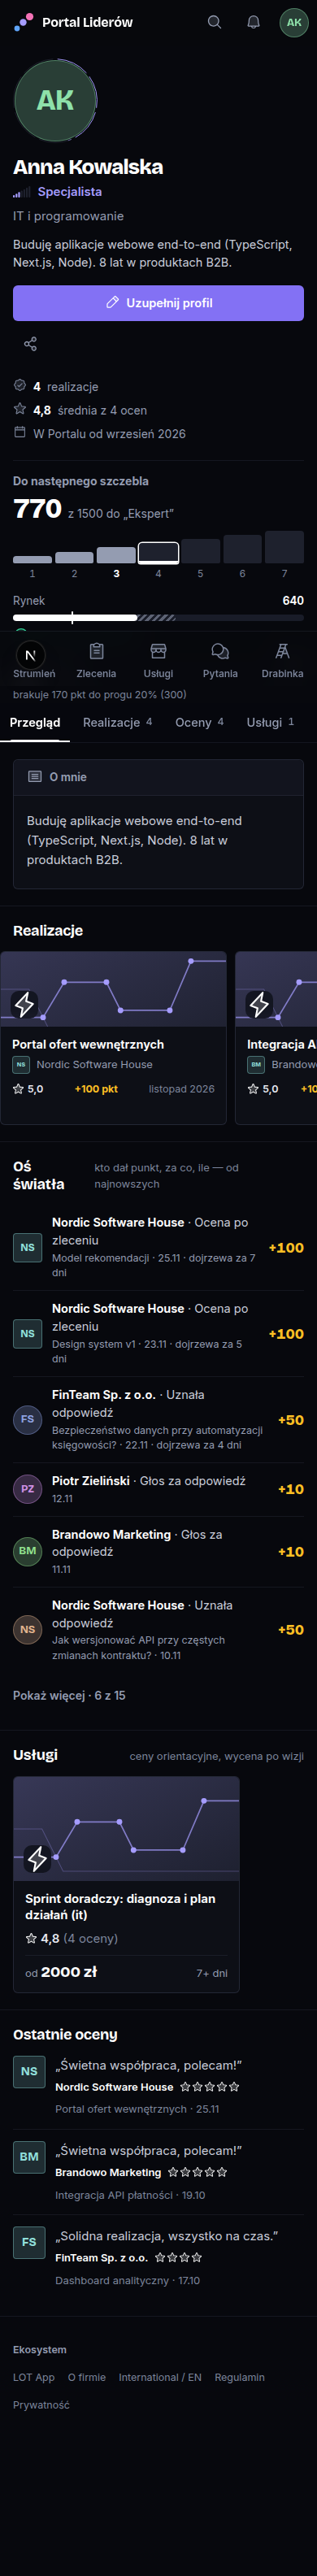 Portal Liderów
AK
AK
Anna Kowalska
Specjalista
IT i programowanie
Buduję aplikacje webowe end-to-end (TypeScript,
Next.js, Node). 8 lat w produktach B2B.
Uzupełnij profil
4 realizacje
4,8 średnia z 4 ocen
W Portalu od wrzesień 2026
Do następnego szczebla
770 z 1500 do „Ekspert”
1 2 3 4 5 6 7
Rynek 640
N
Strumień Zlecenia Usługi Pytania Drabinka
brakuje 170 pkt do progu 20% (300)
Przegląd Realizacje 4 Oceny 4 Usługi 1
O mnie
Buduję aplikacje webowe end-to-end
(TypeScript, Next.js, Node). 8 lat w
produktach B2B.
Realizacje
Portal ofert wewnętrznych
NS Nordic Software House
5,0 +100 pkt listopad 2026
Integracja A
BM Brandow
5,0 +10
Oś
światła
kto dał punkt, za co, ile — od
najnowszych
NS
Nordic Software House · Ocena po
zleceniu
Model rekomendacji · 25.11 · dojrzewa za 7
dni
+100
NS
Nordic Software House · Ocena po
zleceniu
Design system v1 · 23.11 · dojrzewa za 5
dni
+100
FS
FinTeam Sp. z o.o. · Uznała
odpowiedź
Bezpieczeństwo danych przy automatyzacji
księgowości? · 22.11 · dojrzewa za 4 dni
+50
PZ
Piotr Zieliński · Głos za odpowiedź
12.11
+10
BM
Brandowo Marketing · Głos za
odpowiedź
11.11
+10
NS
Nordic Software House · Uznała
odpowiedź
Jak wersjonować API przy częstych
zmianach kontraktu? · 10.11
+50
Pokaż więcej · 6 z 15
Usługi
ceny orientacyjne, wycena po wizji
Sprint doradczy: diagnoza i plan
działań (it)
4,8 (4 oceny)
od 2000 zł 7+ dni
Ostatnie oceny
NS
„Świetna współpraca, polecam!”
Nordic Software House
Portal ofert wewnętrznych · 25.11
BM
„Świetna współpraca, polecam!”
Brandowy Marketing
Integracja API płatności · 19.10
FS
„Solidna realizacja, wszystko na czas.”
FinTeam Sp. z o.o.
Dashboard analityczny · 17.10
Ekosystem
LOT App O firmie International / EN Regulamin
Prywatność